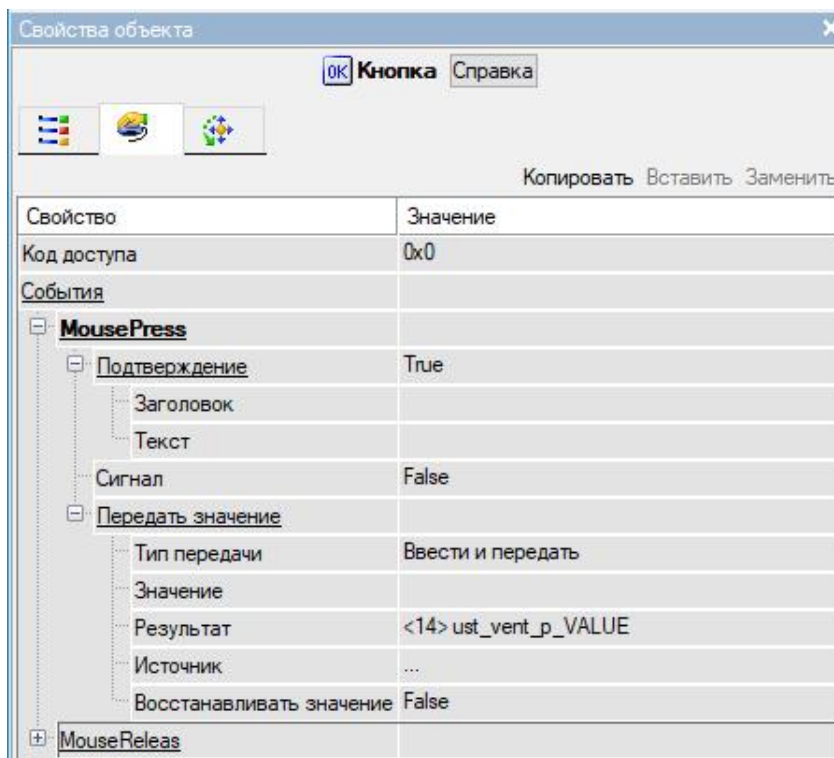 Свойства объекта
OK Кнопка Справка
Копировать Вставить Заменить
Свойство Значение
Код доступа 0x0
События
MousePress
Подтверждение True
Заголовок
Текст
Сигнал False
Передать значение
Тип передачи Ввести и передать
Значение
Результат <14> ust_vent_p_VALUE
Источник ...
Восстанавливать значение False
MouseReleas